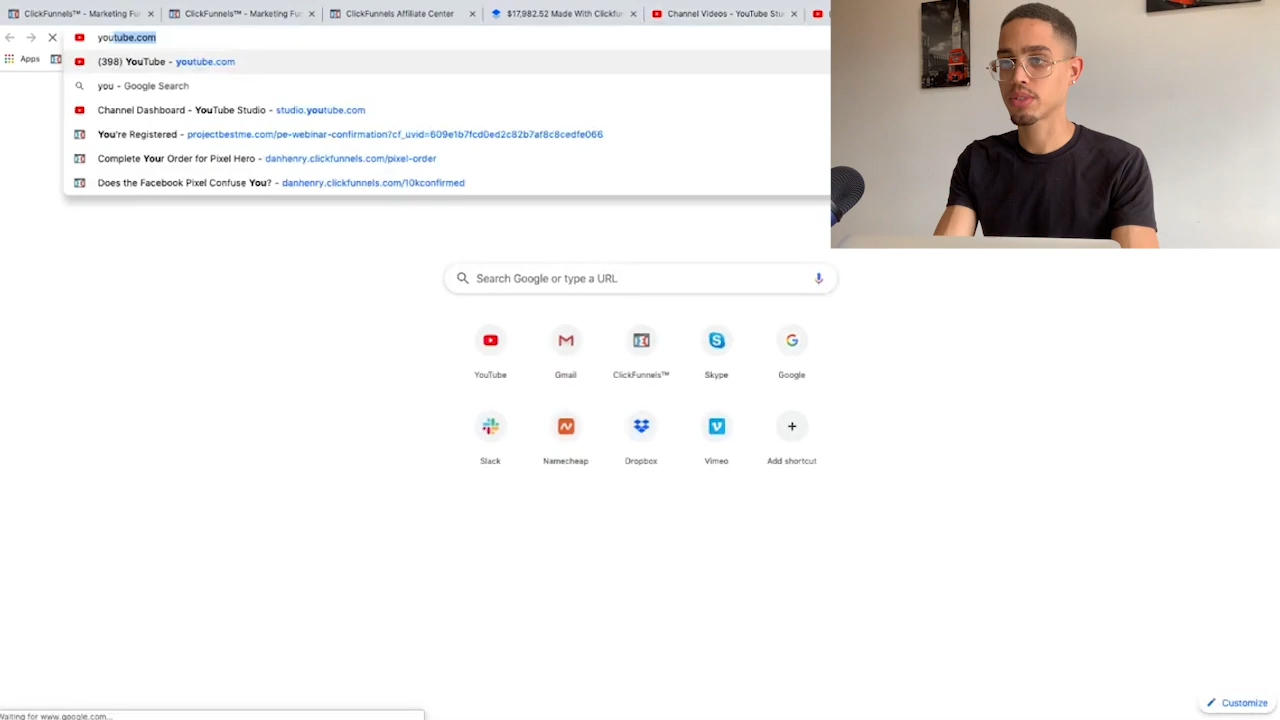 ClickFunnels™ - Marketing Fu
ClickFunnels™ - Marketing Fu
ClickFunnels Affiliate Center
$17,982.52 Made With Clickfu
Channel Videos - YouTube Stu
youtube.com
Apps
(398) YouTube - youtube.com
you - Google Search
Channel Dashboard - YouTube Studio - studio.youtube.com
You're Registered - projectbestme.com/pe-webinar-confirmation?cf_uvid=609e1b7fcd0ed2c82b7af8c8cedfe066
Complete Your Order for Pixel Hero - danhenry.clickfunnels.com/pixel-order
Does the Facebook Pixel Confuse You? - danhenry.clickfunnels.com/10kconfirmed
Search Google or type a URL
YouTube
Gmail
ClickFunnels™
Skype
Google
Slack
Namecheap
Dropbox
Vimeo
Add shortcut
Customize
Waiting for www.google.com...